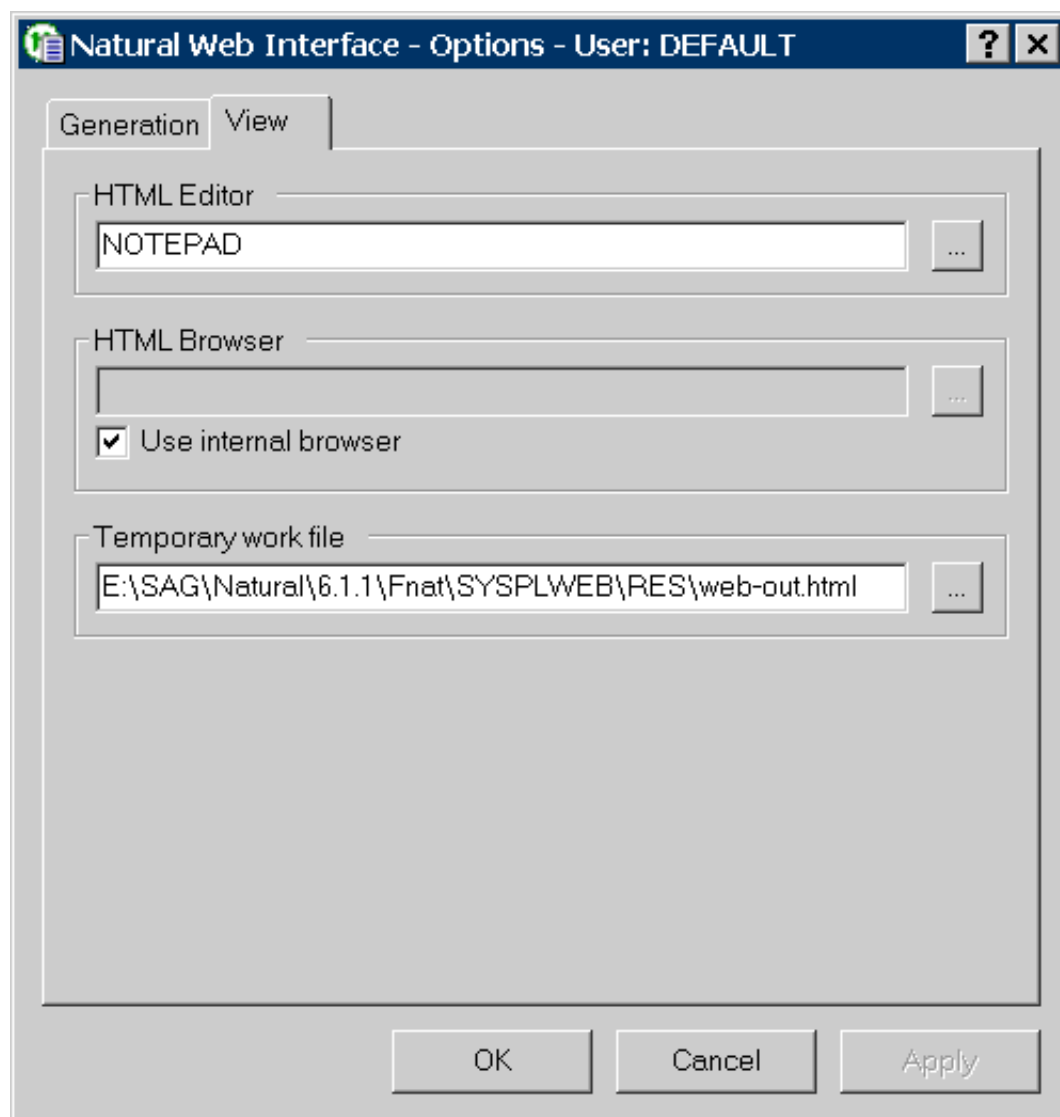 Natural Web Interface - Options - User: DEFAULT
Generation
View
HTML Editor
NOTEPAD
...
HTML Browser
...
Use internal browser
Temporary work file
E:\SAG\Natural\6.1.1\Fnat\SYSPLWEB\RES\web-out.html
...
OK
Cancel
Apply